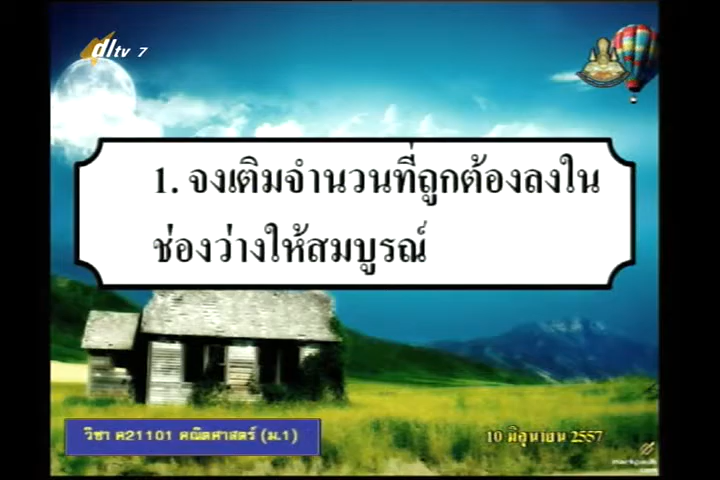 dltv 7
1. จงเติมจำนวนที่ถูกต้องลงใน
ช่องว่างให้สมบูรณ์
วิชา ค21101 คณิตศาสตร์ (ม.1)
10 มิถุนายน 2557